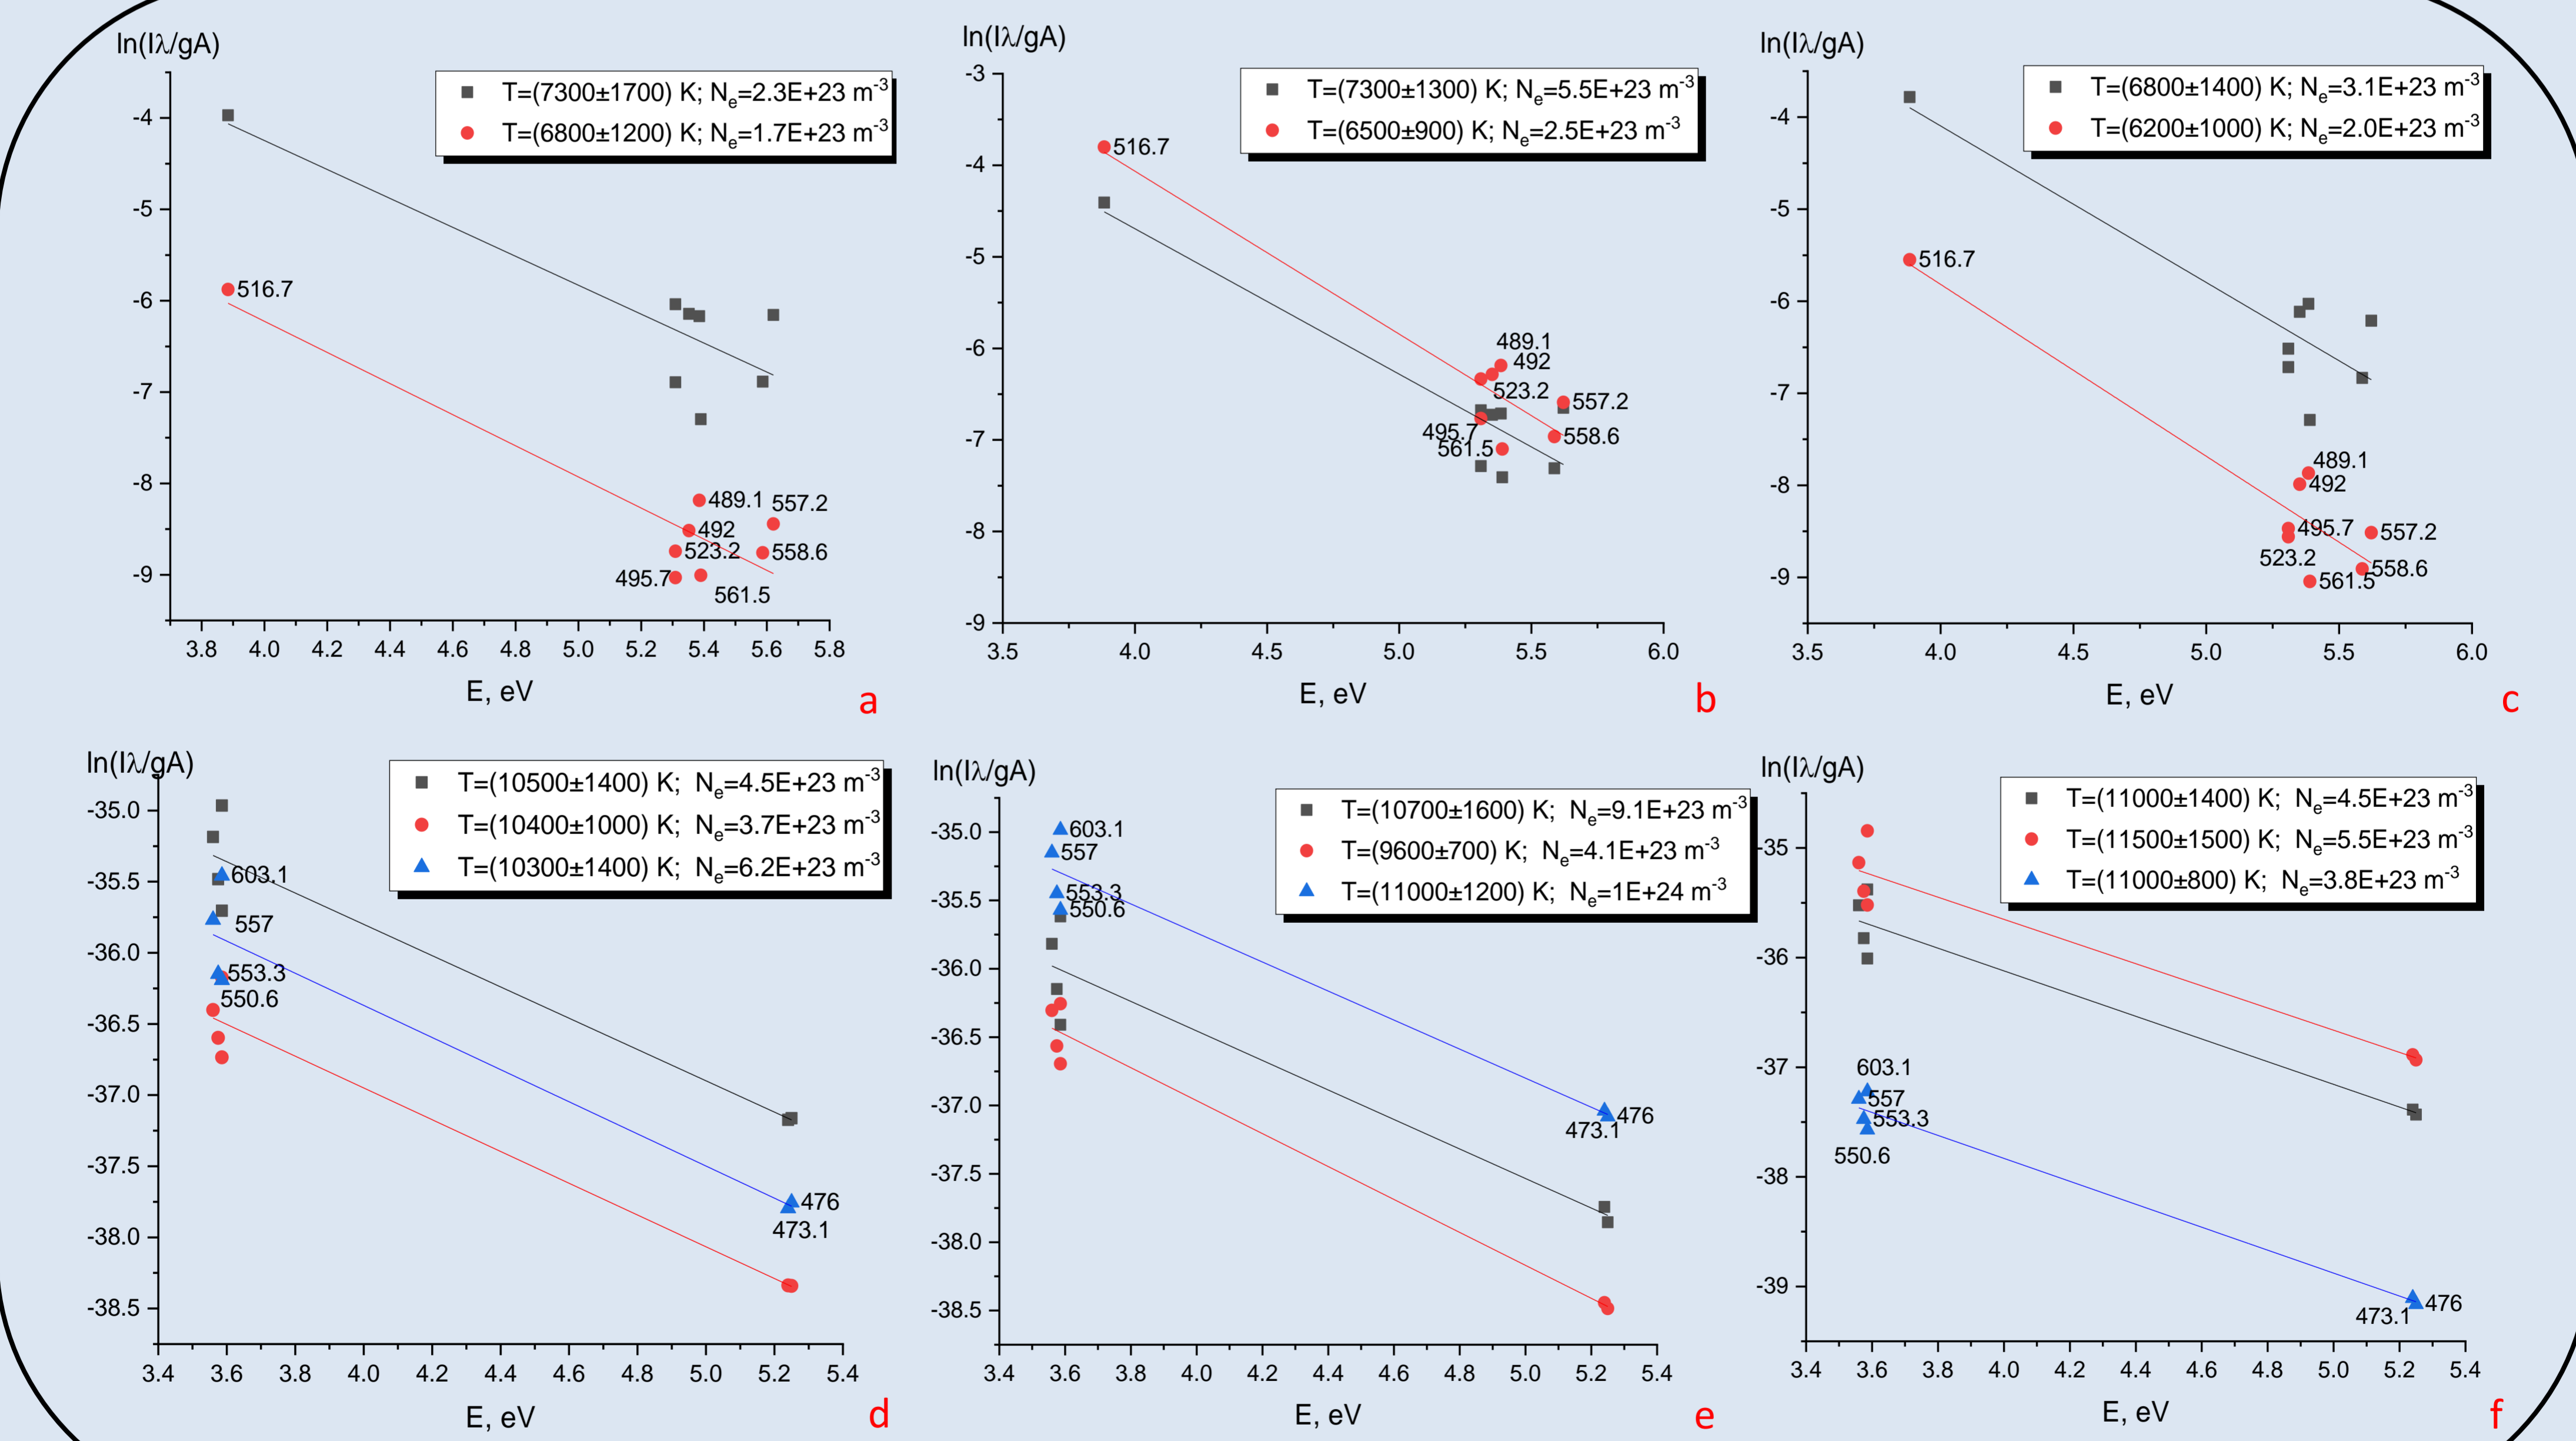 ln(Iλ/gA)
T=(7300±1700) K; Ne=2.3E+23 m-3
T=(6800±1200) K; Ne=1.7E+23 m-3
-4
-5
-6
-7
-8
-9
516.7
489.1
557.2
492
523.2
558.6
495.7
561.5
3.8 4.0 4.2 4.4 4.6 4.8 5.0 5.2 5.4 5.6 5.8
E, eV
a
ln(Iλ/gA)
T=(7300±1300) K; Ne=5.5E+23 m-3
T=(6500±900) K; Ne=2.5E+23 m-3
-3
-4
-5
-6
-7
-8
-9
516.7
489.1
492
523.2
557.2
495.7
558.6
561.5
3.5 4.0 4.5 5.0 5.5 6.0
E, eV
b
ln(Iλ/gA)
T=(6800±1400) K; Ne=3.1E+23 m-3
T=(6200±1000) K; Ne=2.0E+23 m-3
-4
-5
-6
-7
-8
-9
516.7
489.1
492
495.7
557.2
523.2
558.6
561.5
3.5 4.0 4.5 5.0 5.5 6.0
E, eV
c
ln(Iλ/gA)
T=(10500±1400) K; Ne=4.5E+23 m-3
T=(10400±1000) K; Ne=3.7E+23 m-3
T=(10300±1400) K; Ne=6.2E+23 m-3
-35.0
-35.5
-36.0
-36.5
-37.0
-37.5
-38.0
-38.5
603.1
557
553.3
550.6
476
473.1
3.4 3.6 3.8 4.0 4.2 4.4 4.6 4.8 5.0 5.2 5.4
E, eV
d
ln(Iλ/gA)
T=(10700±1600) K; Ne=9.1E+23 m-3
T=(9600±700) K; Ne=4.1E+23 m-3
T=(11000±1200) K; Ne=1E+24 m-3
-35.0
-35.5
-36.0
-36.5
-37.0
-37.5
-38.0
-38.5
603.1
557
553.3
550.6
476
473.1
3.4 3.6 3.8 4.0 4.2 4.4 4.6 4.8 5.0 5.2 5.4
E, eV
e
ln(Iλ/gA)
T=(11000±1400) K; Ne=4.5E+23 m-3
T=(11500±1500) K; Ne=5.5E+23 m-3
T=(11000±800) K; Ne=3.8E+23 m-3
-35
-36
-37
-38
-39
603.1
557
553.3
550.6
476
473.1
3.4 3.6 3.8 4.0 4.2 4.4 4.6 4.8 5.0 5.2 5.4
E, eV
f